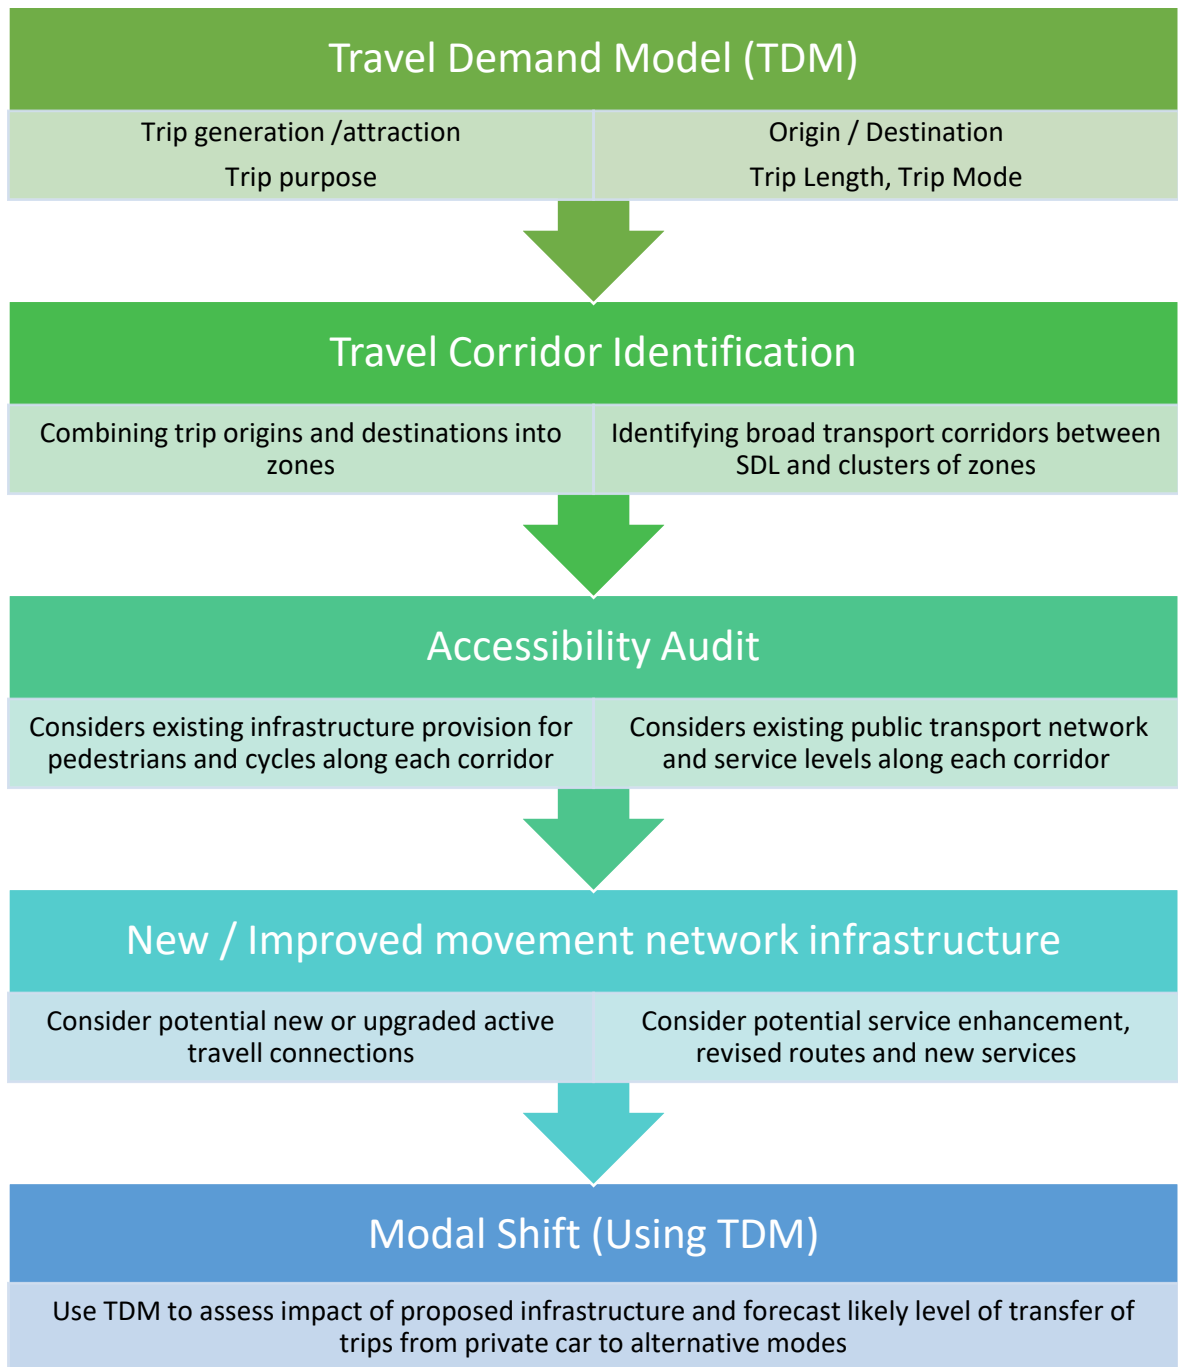 Travel Demand Model (TDM)
Trip generation /attraction
Trip purpose
Origin / Destination
Trip Length, Trip Mode
Travel Corridor Identification
Combining trip origins and destinations into
zones
Identifying broad transport corridors between
SDL and clusters of zones
Accessibility Audit
Considers existing infrastructure provision for
pedestrians and cycles along each corridor
Considers existing public transport network
and service levels along each corridor
New / Improved movement network infrastructure
Consider potential new or upgraded active
travell connections
Consider potential service enhancement,
revised routes and new services
Modal Shift (Using TDM)
Use TDM to assess impact of proposed infrastructure and forecast likely level of transfer of
trips from private car to alternative modes